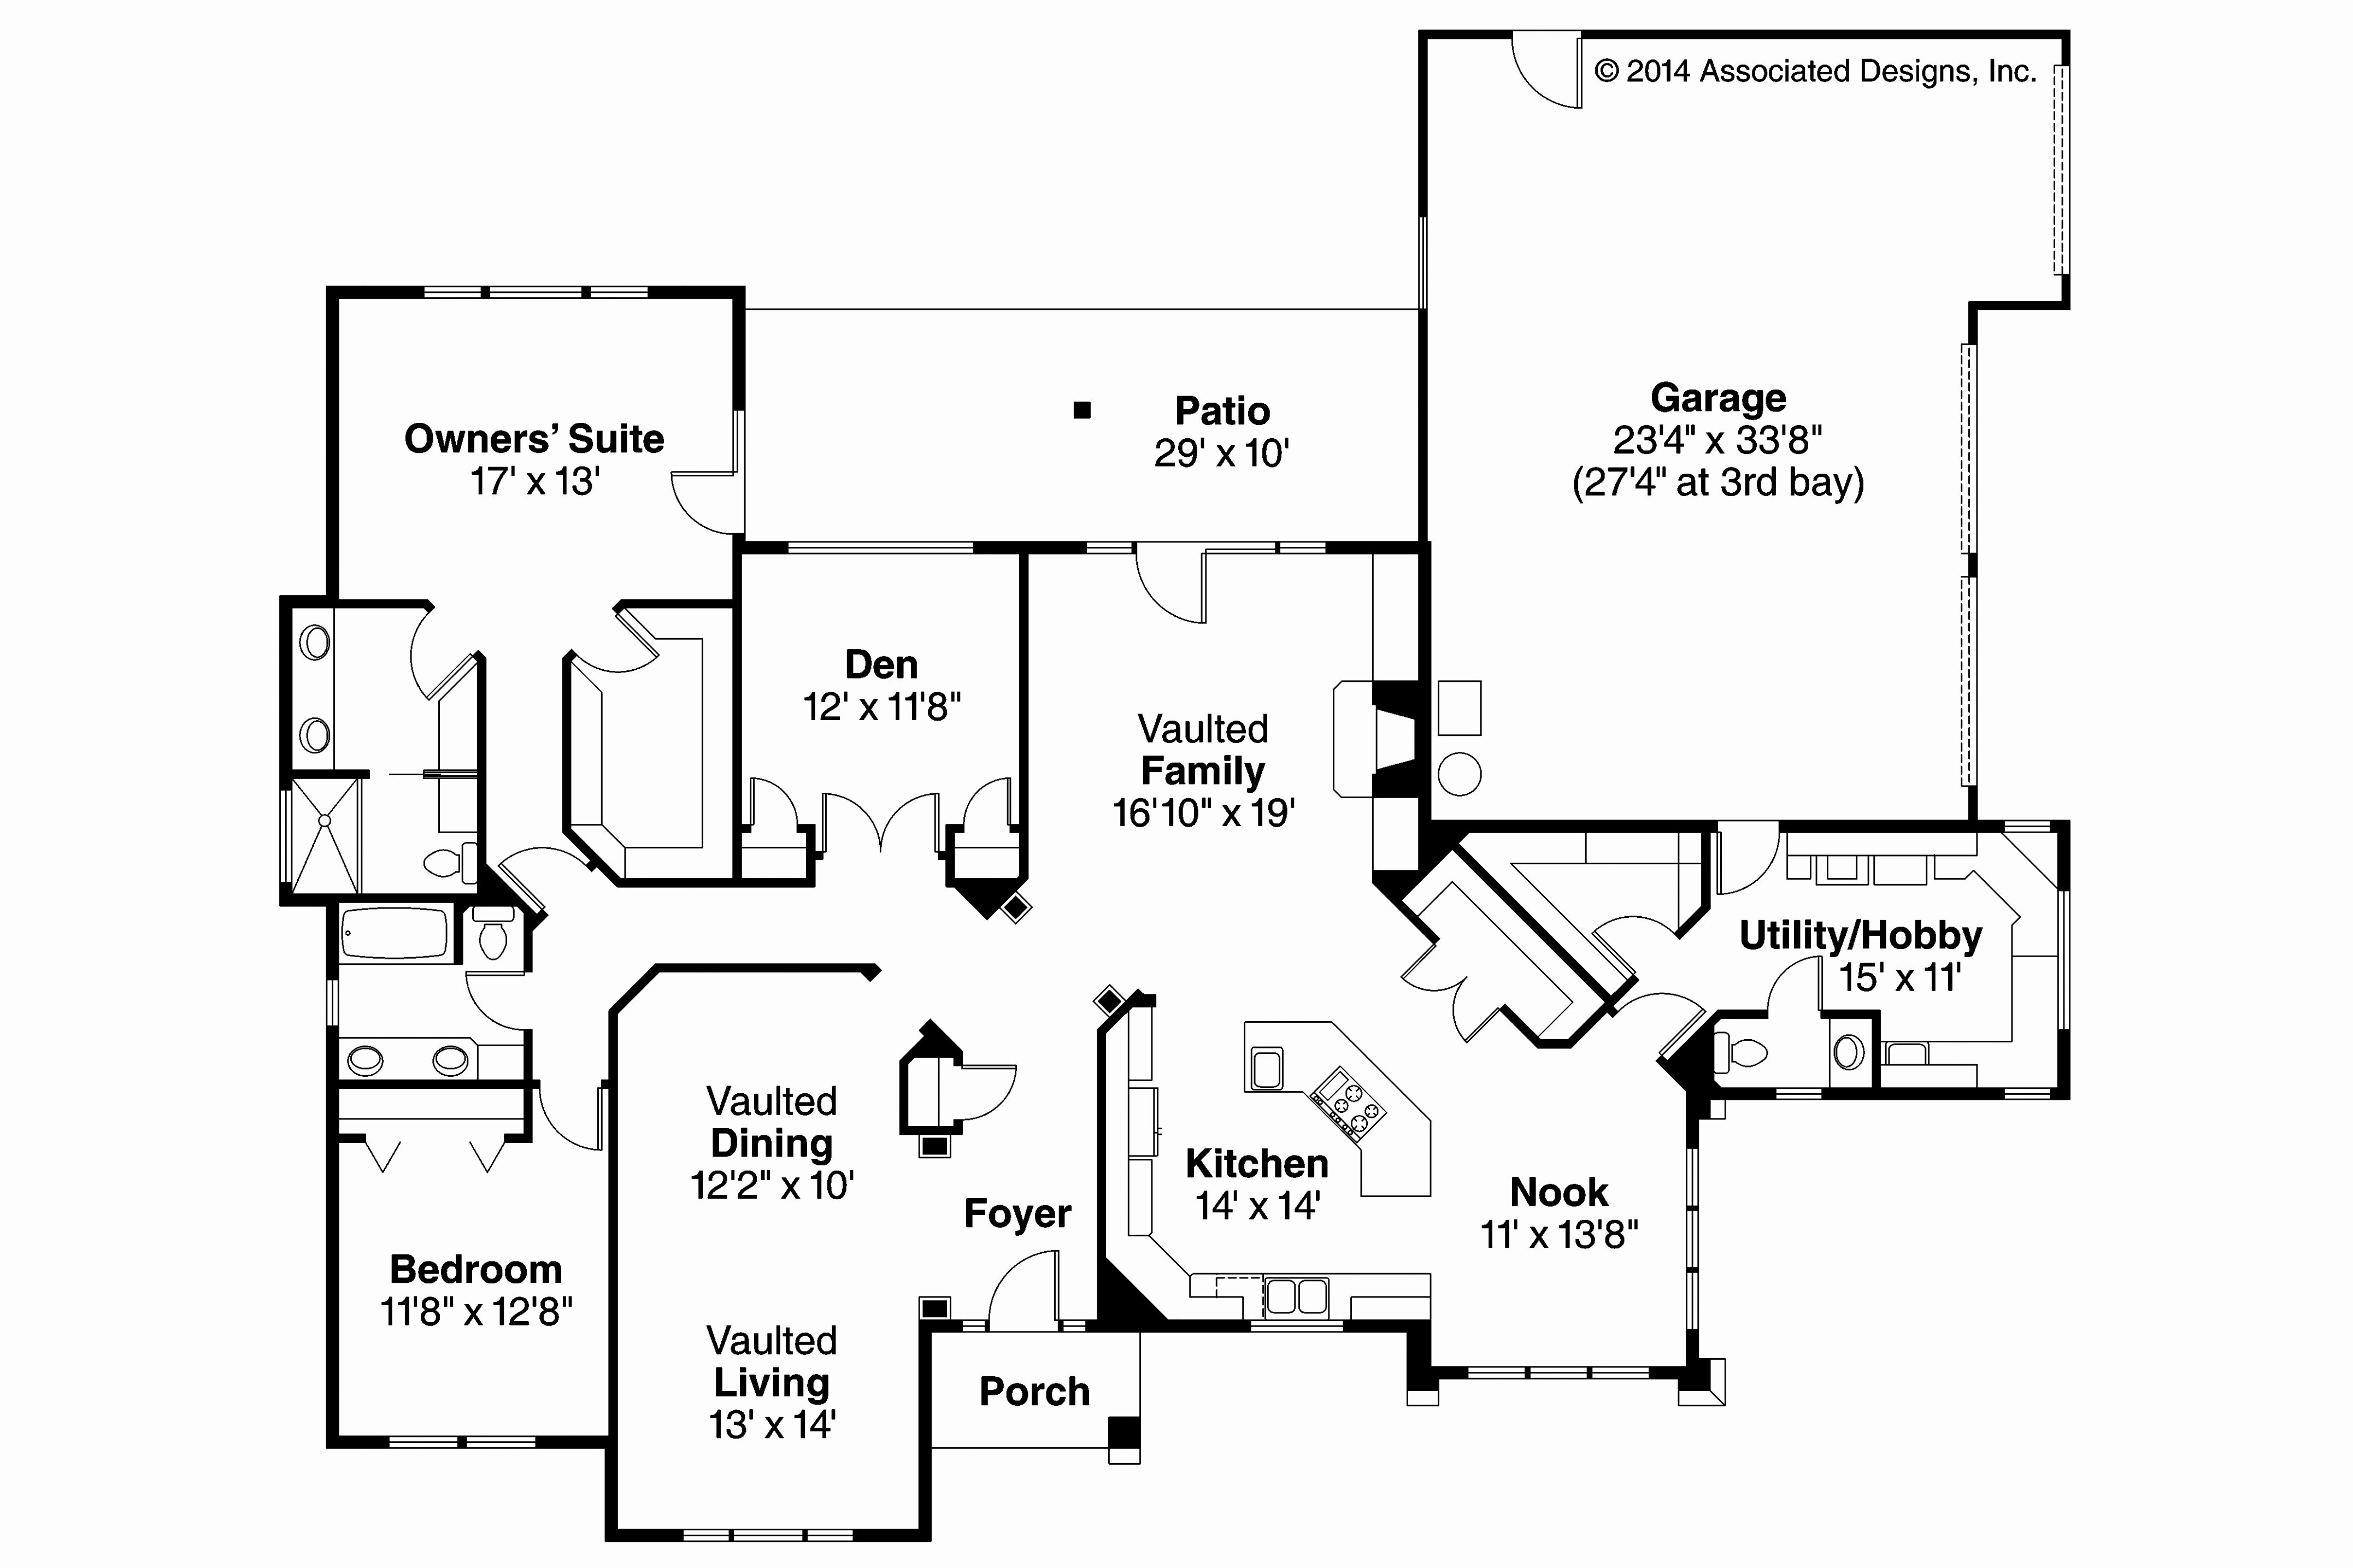 © 2014 Associated Designs, Inc.
Garage
23'4" x 33'8"
(27'4" at 3rd bay)
Patio
29' x 10'
Owners’ Suite
17' x 13'
Den
12' x 11'8"
Vaulted
Family
16'10" x 19'
Utility/Hobby
15' x 11'
Vaulted
Dining
12'2" x 10'
Kitchen
14' x 14'
Nook
11' x 13'8"
Foyer
Bedroom
11'8" x 12'8"
Vaulted
Living
13' x 14'
Porch